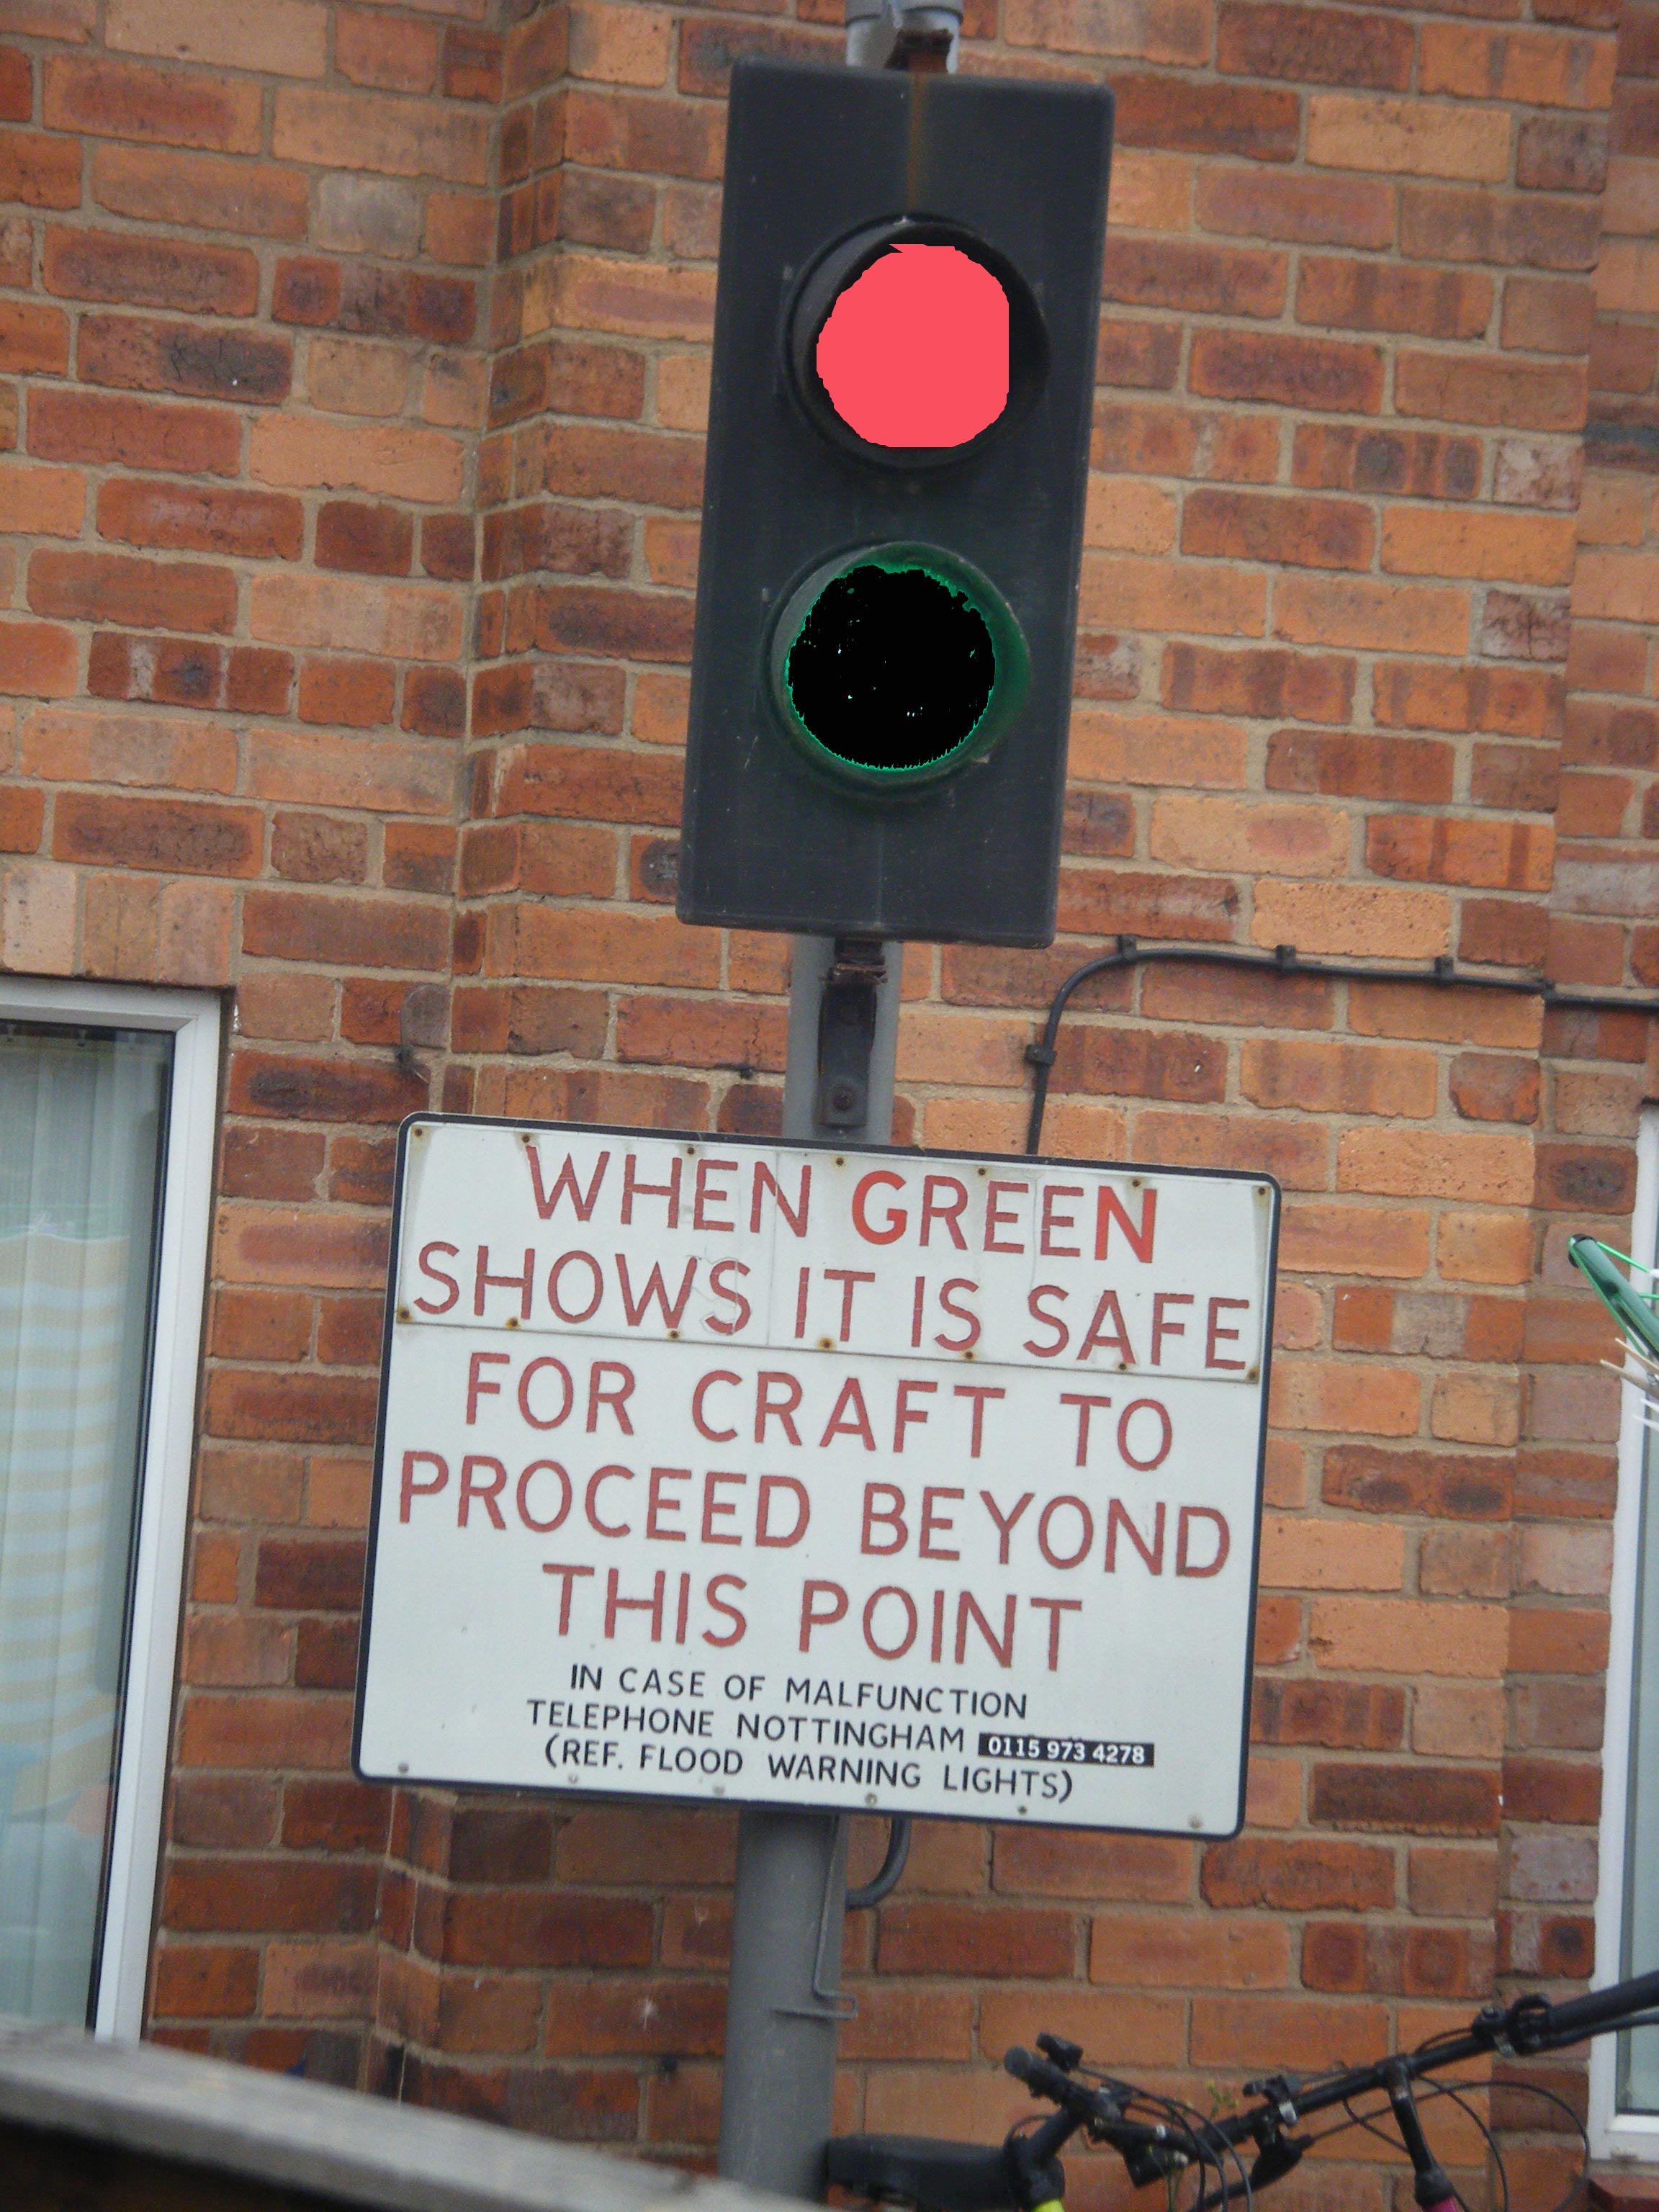 WHEN GREEN
SHOWS IT IS SAFE
FOR CRAFT TO
PROCEED BEYOND
THIS POINT
IN CASE OF MALFUNCTION
TELEPHONE NOTTINGHAM 0115 973 4278
(REF. FLOOD WARNING LIGHTS)